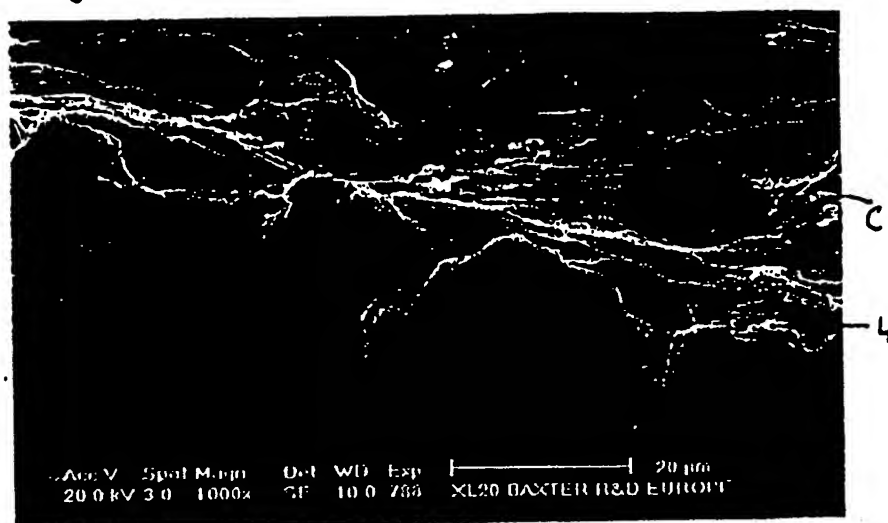 C
4
Acc V Spot Magn Det WD Exp 20 µm
20.0 kV 3.0 1000x SE 10.0 788 XL20 BAXTER R&D EUROPE